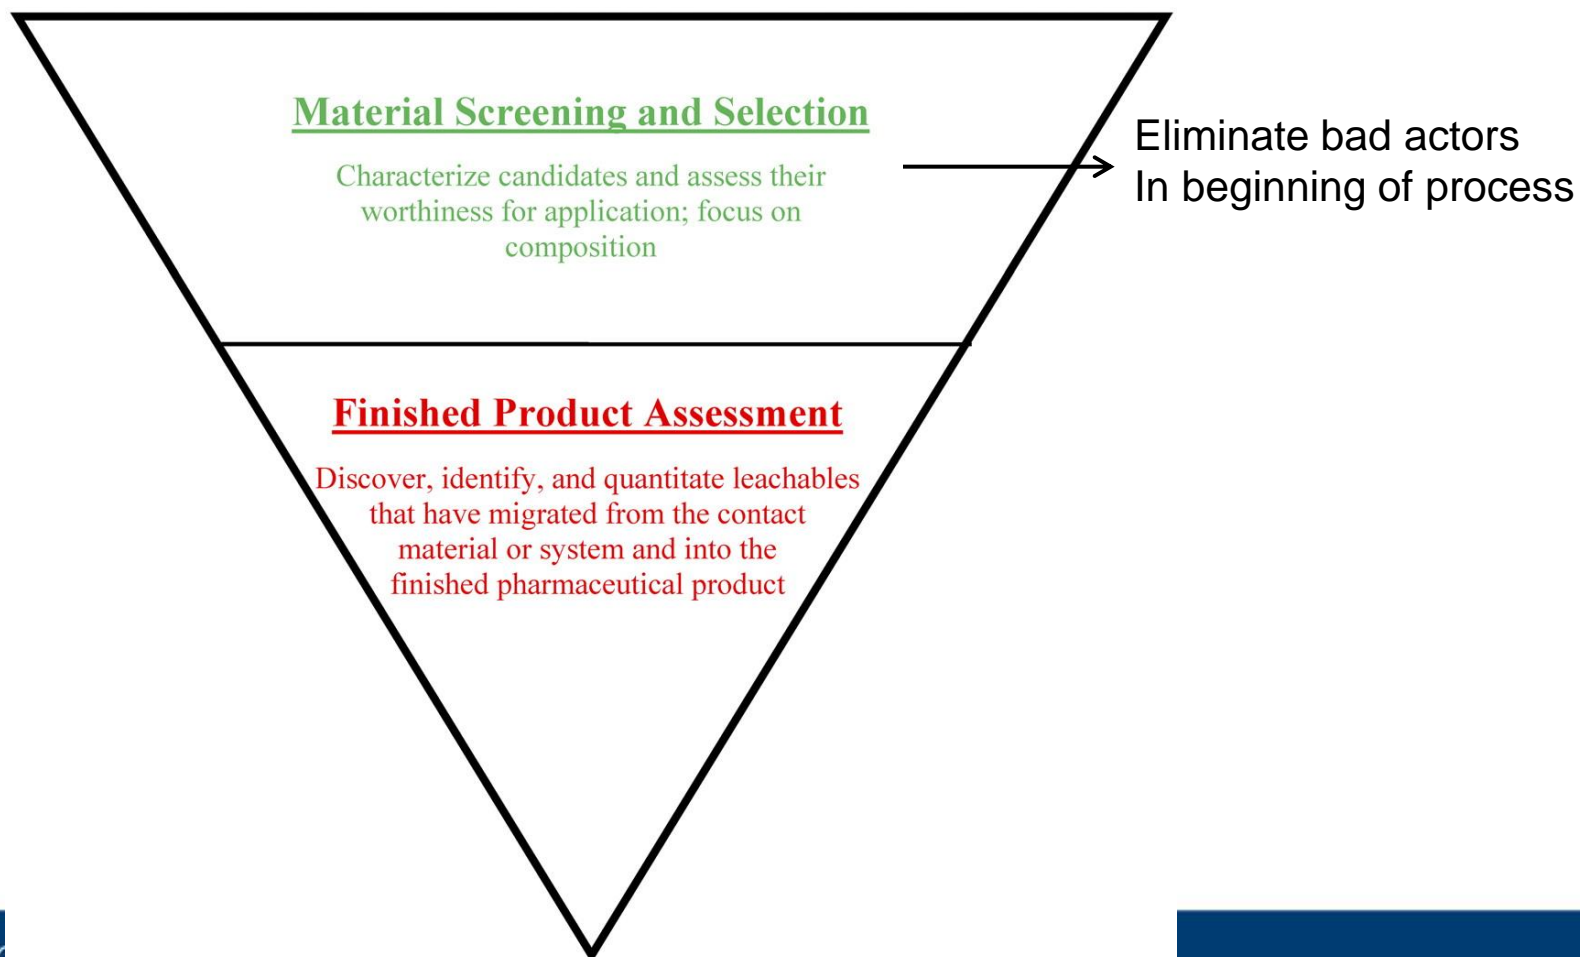 Material Screening and Selection
Characterize candidates and assess their
worthiness for application; focus on
composition
Eliminate bad actors
In beginning of process
Finished Product Assessment
Discover, identify, and quantitate leachables
that have migrated from the contact
material or system and into the
finished pharmaceutical product